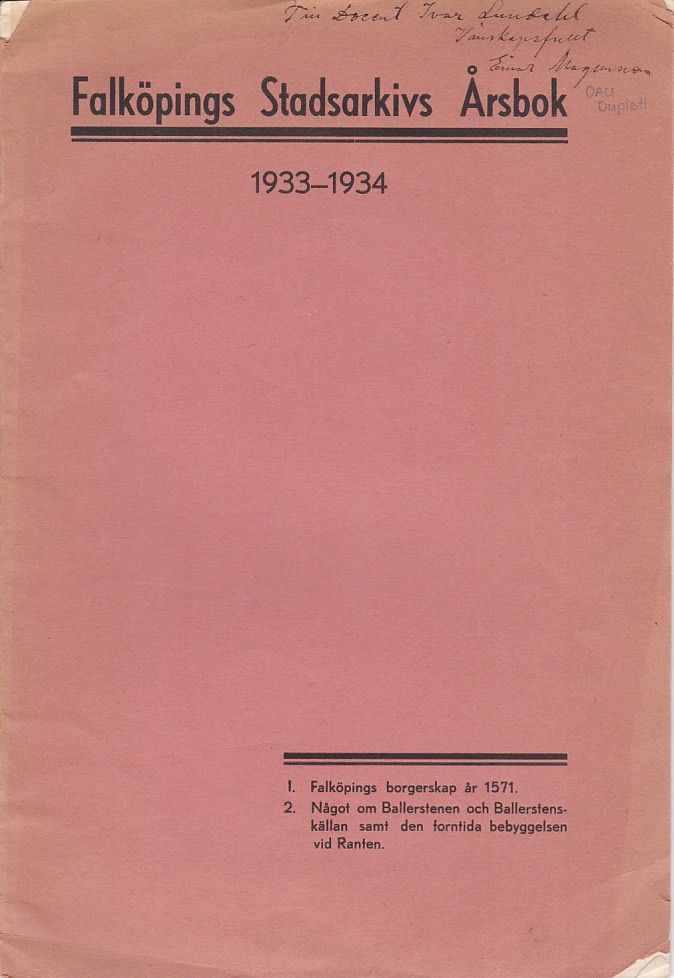 Till Docent Ivar Lundahl
Vänskapsfullt
Einar Magnusson
Falköpings Stadsarkivs Årsbok
OAU
Duplett
1933–1934
1. Falköpings borgerskap år 1571.
2. Något om Ballerstenen och Ballerstens-
källan samt den forntida bebyggelsen
vid Ranten.